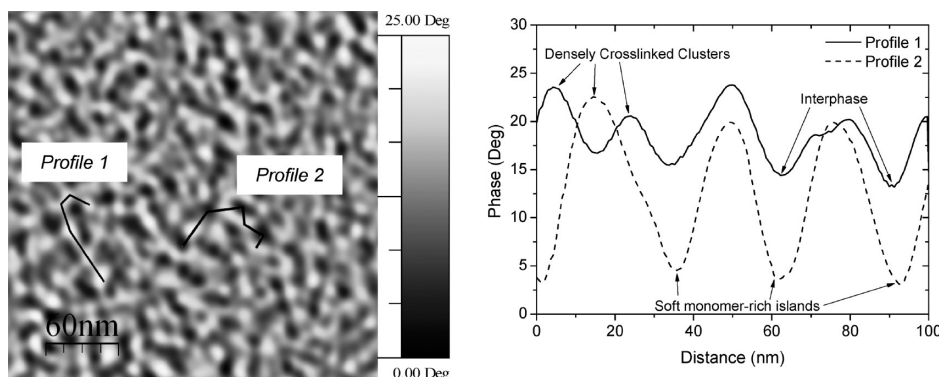 25.00 Deg
Profile 1
Profile 2
60nm
0.00 Deg
30
25
20
15
10
5
0
Phase (Deg)
Densely Crosslinked Clusters
Profile 1
Profile 2
Interphase
Soft monomer-rich islands
0
20
40
60
80
100
Distance (nm)